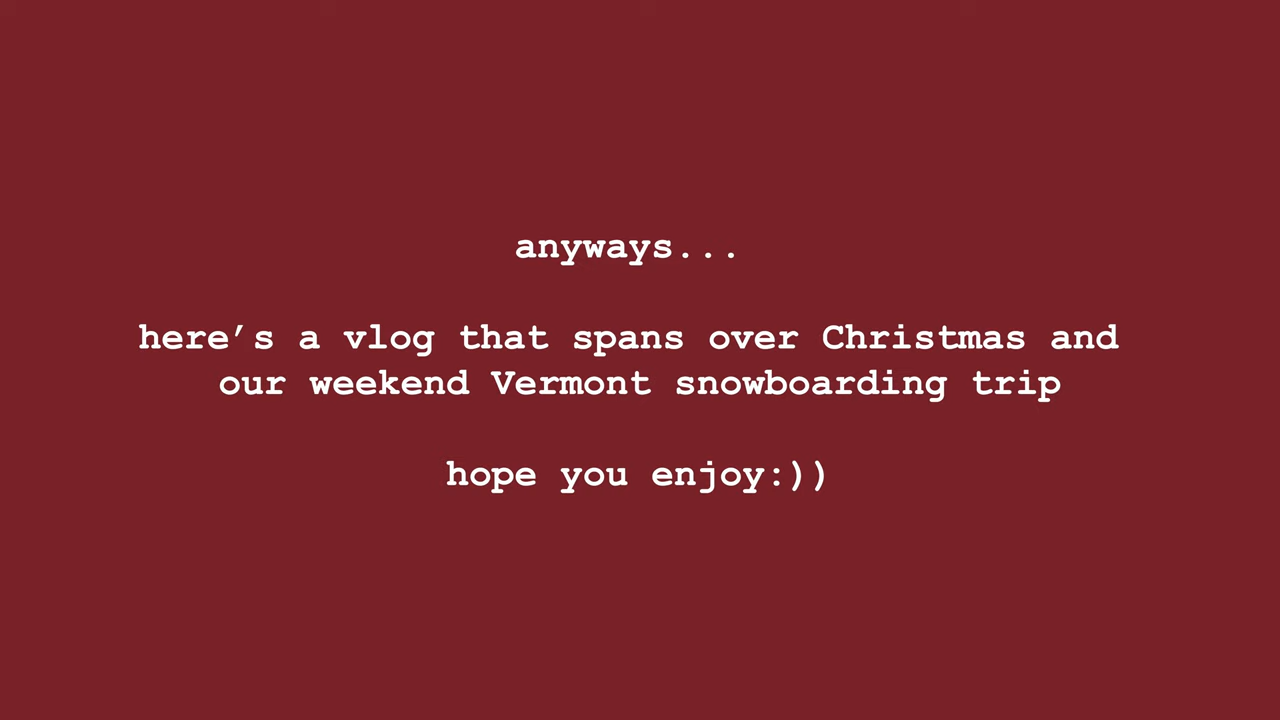 anyways...
here’s a vlog that spans over Christmas and
our weekend Vermont snowboarding trip
hope you enjoy:))